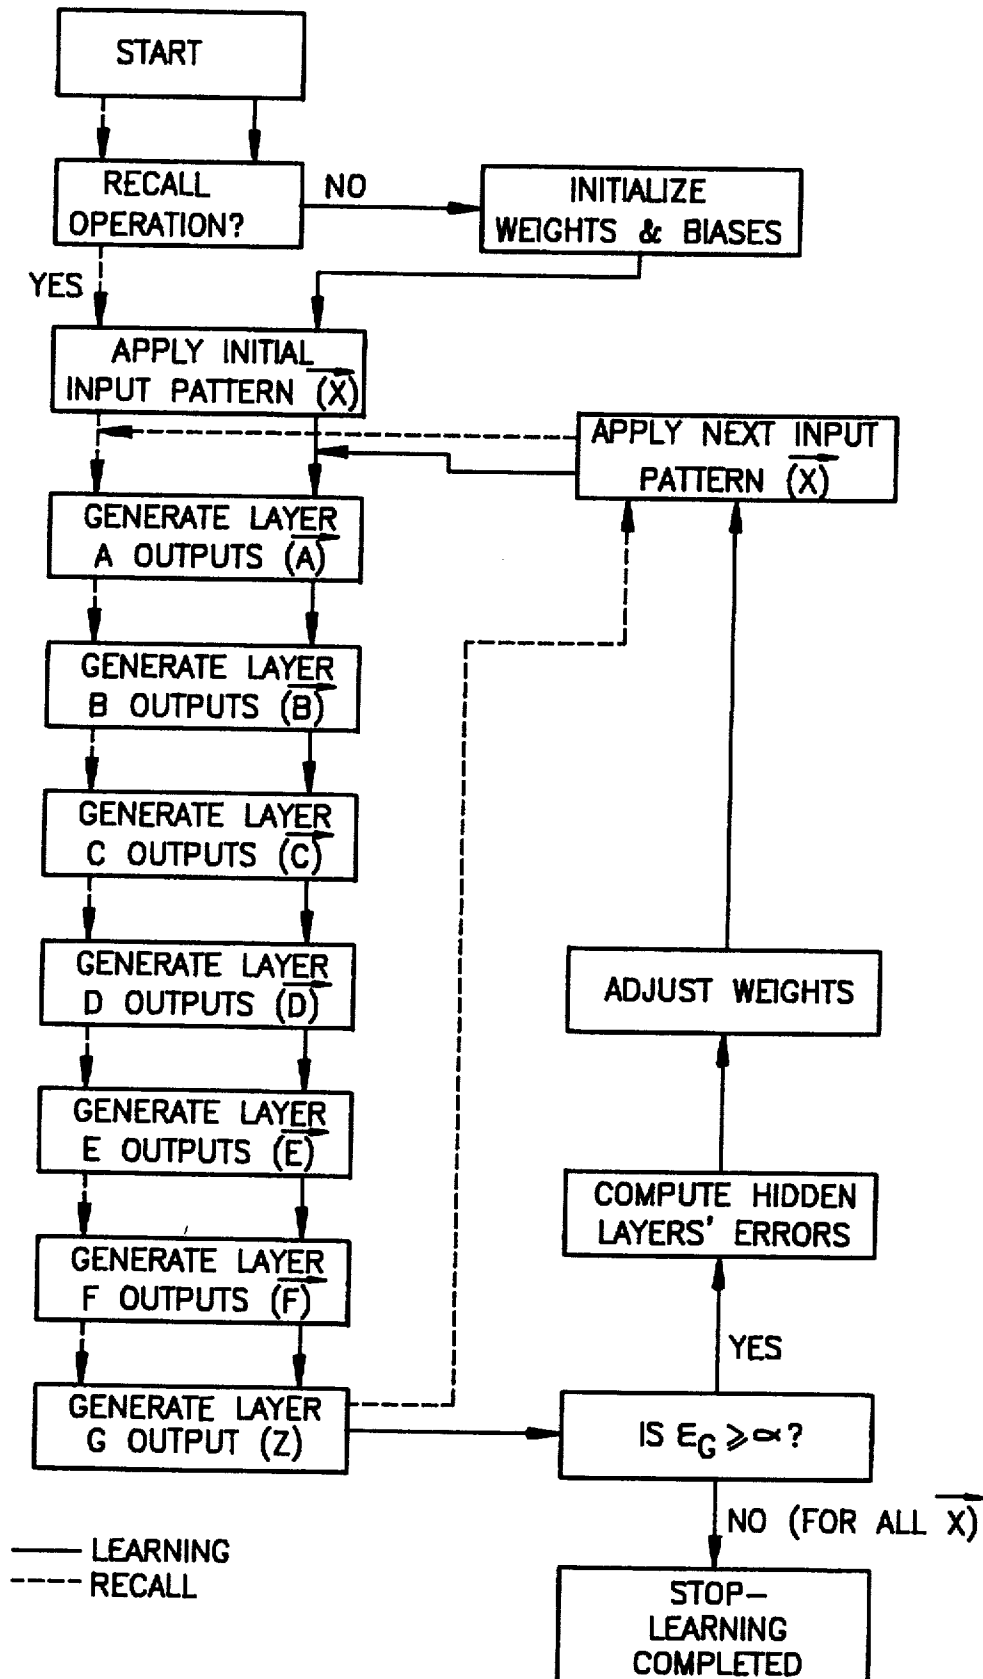 START
RECALL
OPERATION?
NO
INITIALIZE
WEIGHTS & BIASES
YES
APPLY INITIAL
INPUT PATTERN (X)
APPLY NEXT INPUT
PATTERN (X)
GENERATE LAYER
A OUTPUTS (A)
GENERATE LAYER
B OUTPUTS (B)
GENERATE LAYER
C OUTPUTS (C)
GENERATE LAYER
D OUTPUTS (D)
ADJUST WEIGHTS
GENERATE LAYER
E OUTPUTS (E)
COMPUTE HIDDEN
LAYERS' ERRORS
GENERATE LAYER
F OUTPUTS (F)
YES
GENERATE LAYER
G OUTPUT (Z)
IS ε_G ⩾ ∝?
NO (FOR ALL X)
LEARNING
RECALL
STOP–
LEARNING
COMPLETED